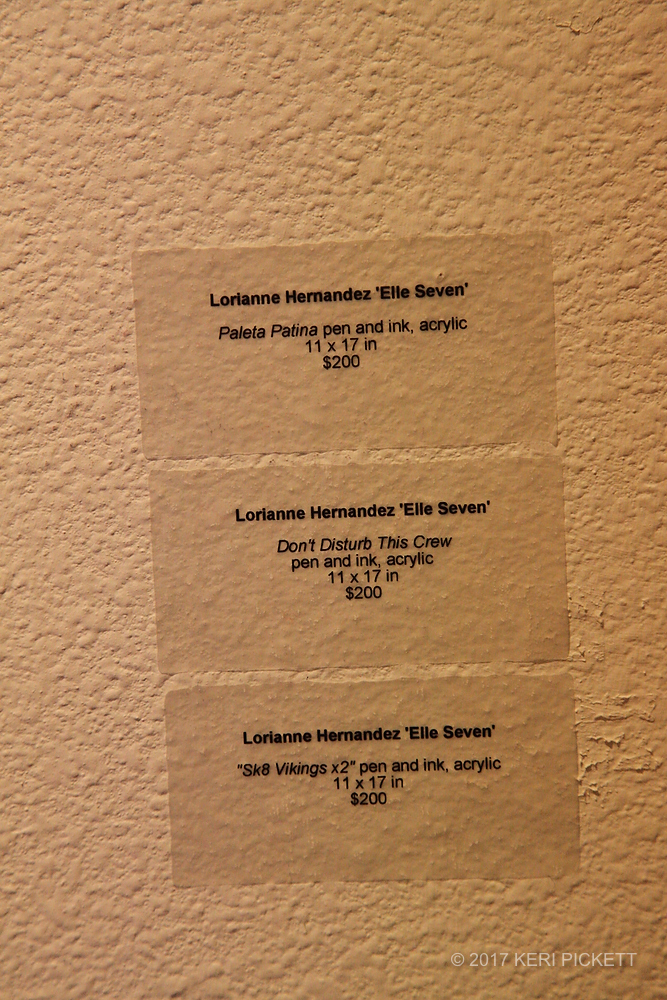 Lorianne Hernandez 'Elle Seven'
Paleta Patina pen and ink, acrylic
11 x 17 in
$200
Lorianne Hernandez 'Elle Seven'
Don't Disturb This Crew
pen and ink, acrylic
11 x 17 in
$200
Lorianne Hernandez 'Elle Seven'
"Sk8 Vikings x2" pen and ink, acrylic
11 x 17 in
$200
© 2017 KERI PICKETT